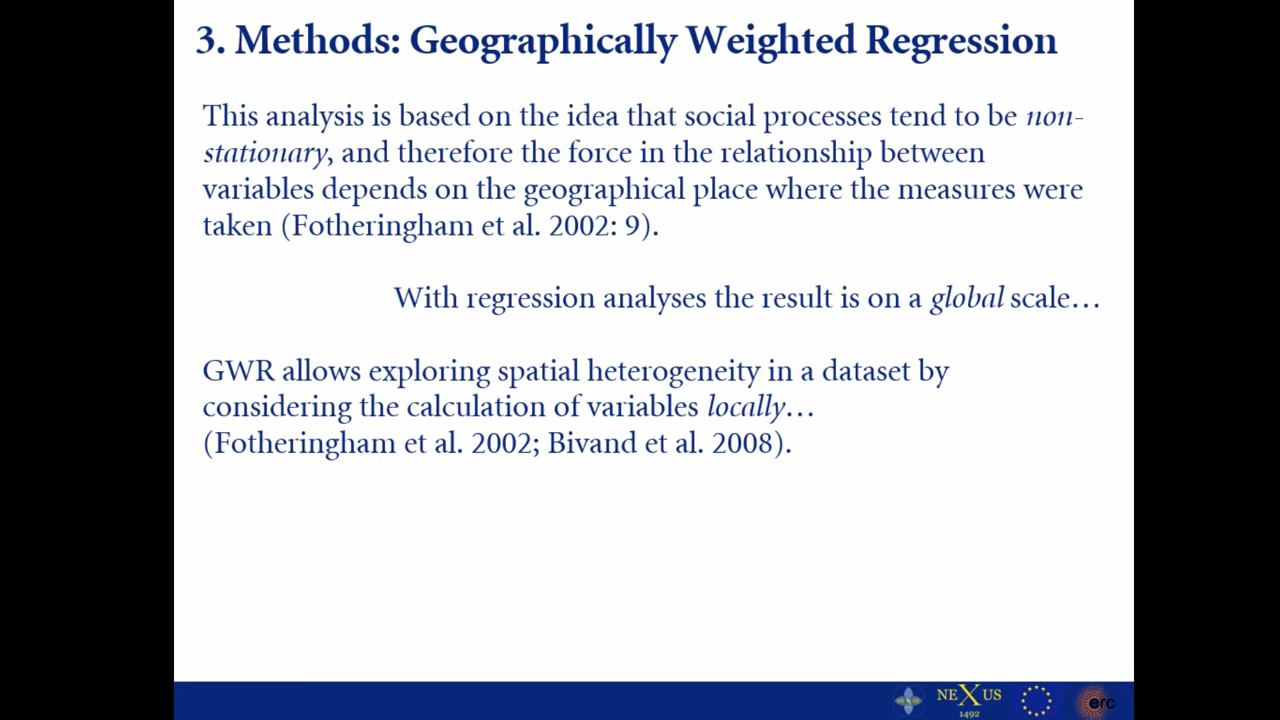 3. Methods: Geographically Weighted Regression
This analysis is based on the idea that social processes tend to be non-
stationary, and therefore the force in the relationship between
variables depends on the geographical place where the measures were
taken (Fotheringham et al. 2002: 9).
With regression analyses the result is on a global scale…
GWR allows exploring spatial heterogeneity in a dataset by
considering the calculation of variables locally…
(Fotheringham et al. 2002; Bivand et al. 2008).
NEXUS
1492
erc